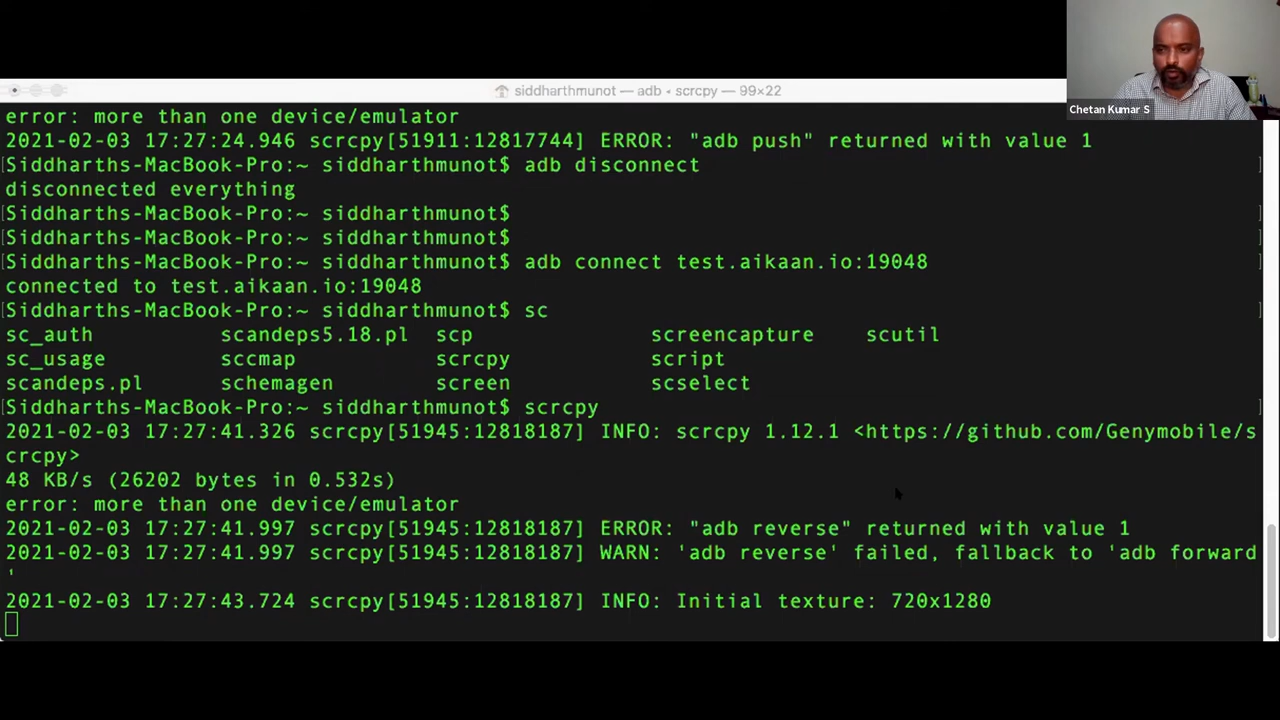 siddharthmunot — adb • scrcpy — 99×22
Chetan Kumar S
error: more than one device/emulator
2021-02-03 17:27:24.946 scrcpy[51911:12817744] ERROR: "adb push" returned with value 1
[Siddharths-MacBook-Pro:~ siddharthmunot$ adb disconnect ]
disconnected everything
[Siddharths-MacBook-Pro:~ siddharthmunot$ ]
[Siddharths-MacBook-Pro:~ siddharthmunot$ ]
[Siddharths-MacBook-Pro:~ siddharthmunot$ adb connect test.aikaan.io:19048 ]
connected to test.aikaan.io:19048
[Siddharths-MacBook-Pro:~ siddharthmunot$ sc ]
sc_auth scandeps5.18.pl scp screencapture scutil
sc_usage sccmap scrcpy script
scandeps.pl schemagen screen scselect
[Siddharths-MacBook-Pro:~ siddharthmunot$ scrcpy ]
2021-02-03 17:27:41.326 scrcpy[51945:12818187] INFO: scrcpy 1.12.1 <https://github.com/Genymobile/s
crcpy>
48 KB/s (26202 bytes in 0.532s)
error: more than one device/emulator
2021-02-03 17:27:41.997 scrcpy[51945:12818187] ERROR: "adb reverse" returned with value 1
2021-02-03 17:27:41.997 scrcpy[51945:12818187] WARN: 'adb reverse' failed, fallback to 'adb forward
'
2021-02-03 17:27:43.724 scrcpy[51945:12818187] INFO: Initial texture: 720x1280